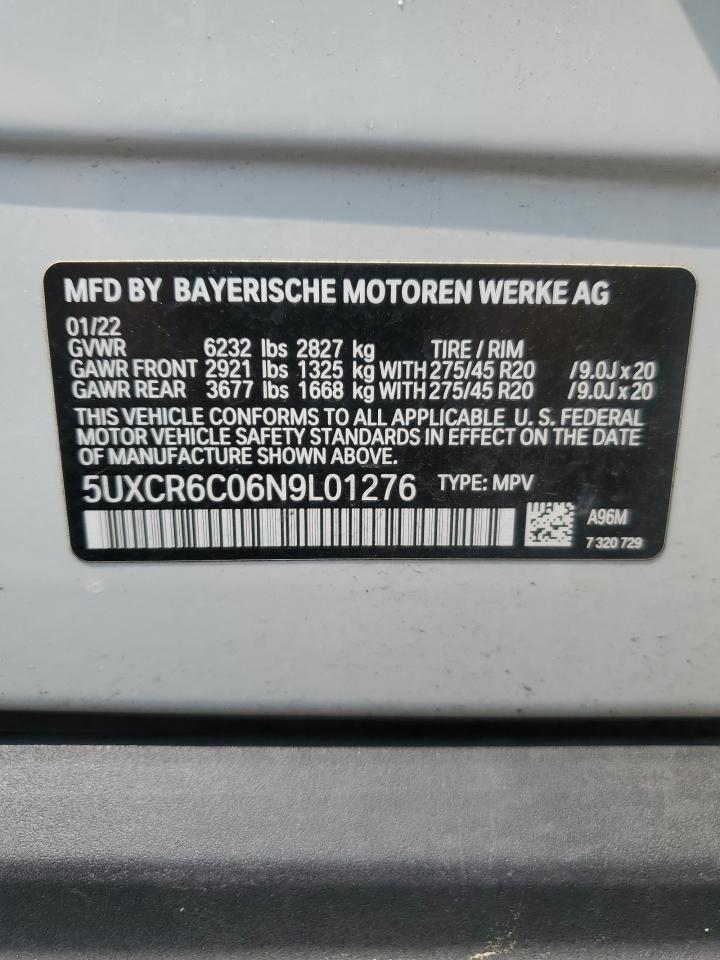 MFD BY BAYERISCHE MOTOREN WERKE AG
01/22
GVWR 6232 lbs 2827 kg TIRE / RIM
GAWR FRONT 2921 lbs 1325 kg WITH 275/45 R20 /9.0J x 20
GAWR REAR 3677 lbs 1668 kg WITH 275/45 R20 /9.0J x 20
THIS VEHICLE CONFORMS TO ALL APPLICABLE U. S. FEDERAL
MOTOR VEHICLE SAFETY STANDARDS IN EFFECT ON THE DATE
OF MANUFACTURE SHOWN ABOVE.
5UXCR6C06N9L01276 TYPE: MPV
A96M
7 320 729